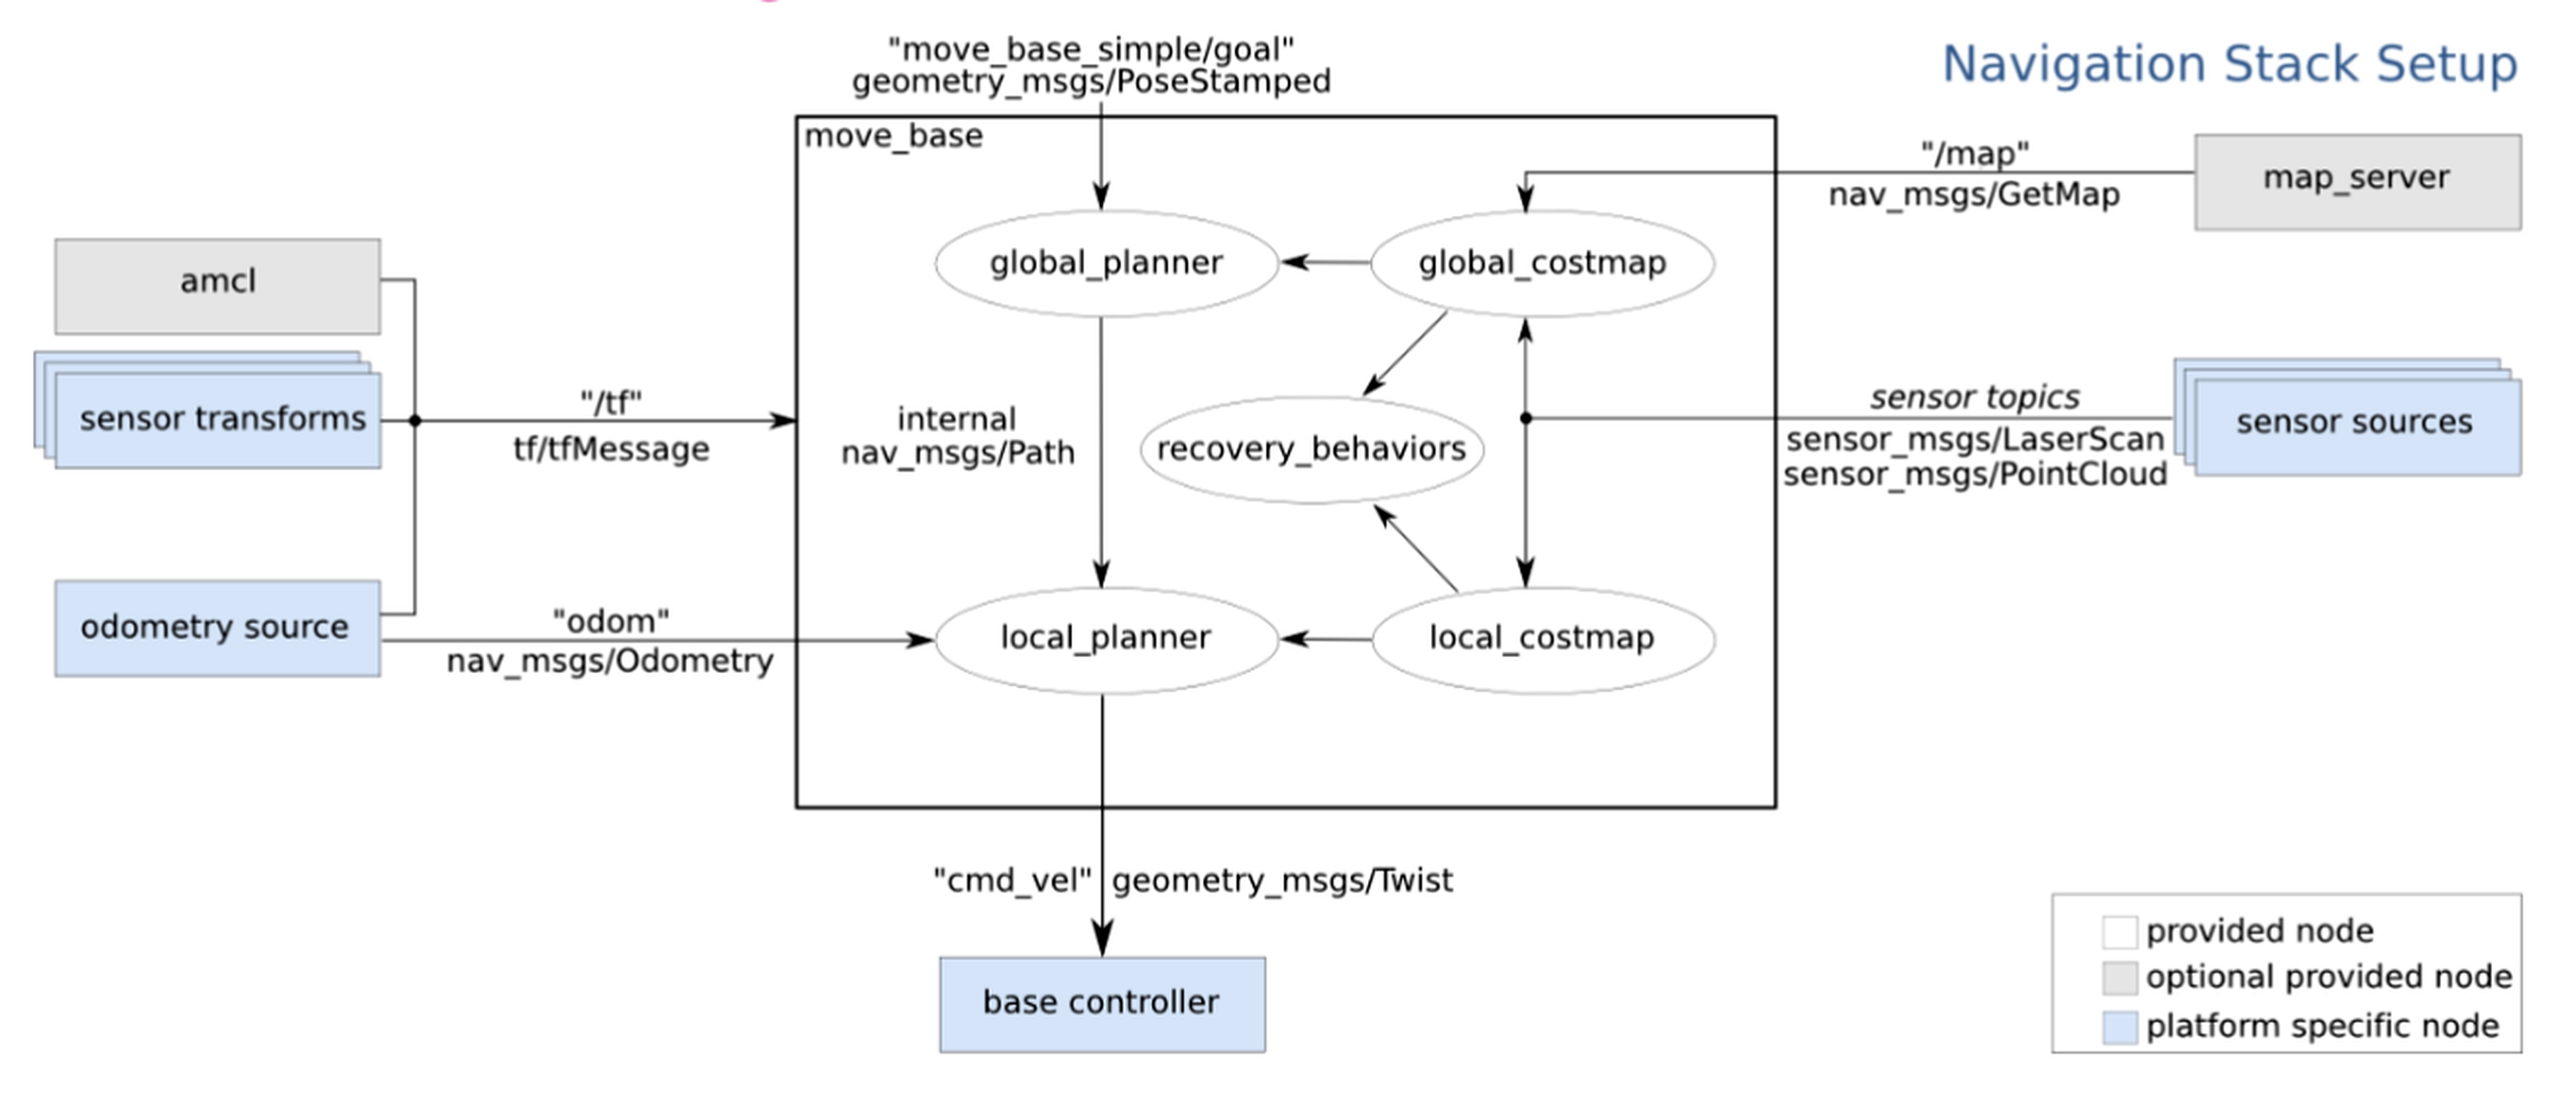 Navigation Stack Setup
"move_base_simple/goal"
geometry_msgs/PoseStamped
move_base
"/map"
nav_msgs/GetMap
map_server
global_planner
global_costmap
amcl
sensor transforms
"/tf"
tf/tfMessage
internal
nav_msgs/Path
recovery_behaviors
sensor topics
sensor_msgs/LaserScan
sensor_msgs/PointCloud
sensor sources
odometry source
"odom"
nav_msgs/Odometry
local_planner
local_costmap
"cmd_vel" geometry_msgs/Twist
base controller
provided node
optional provided node
platform specific node